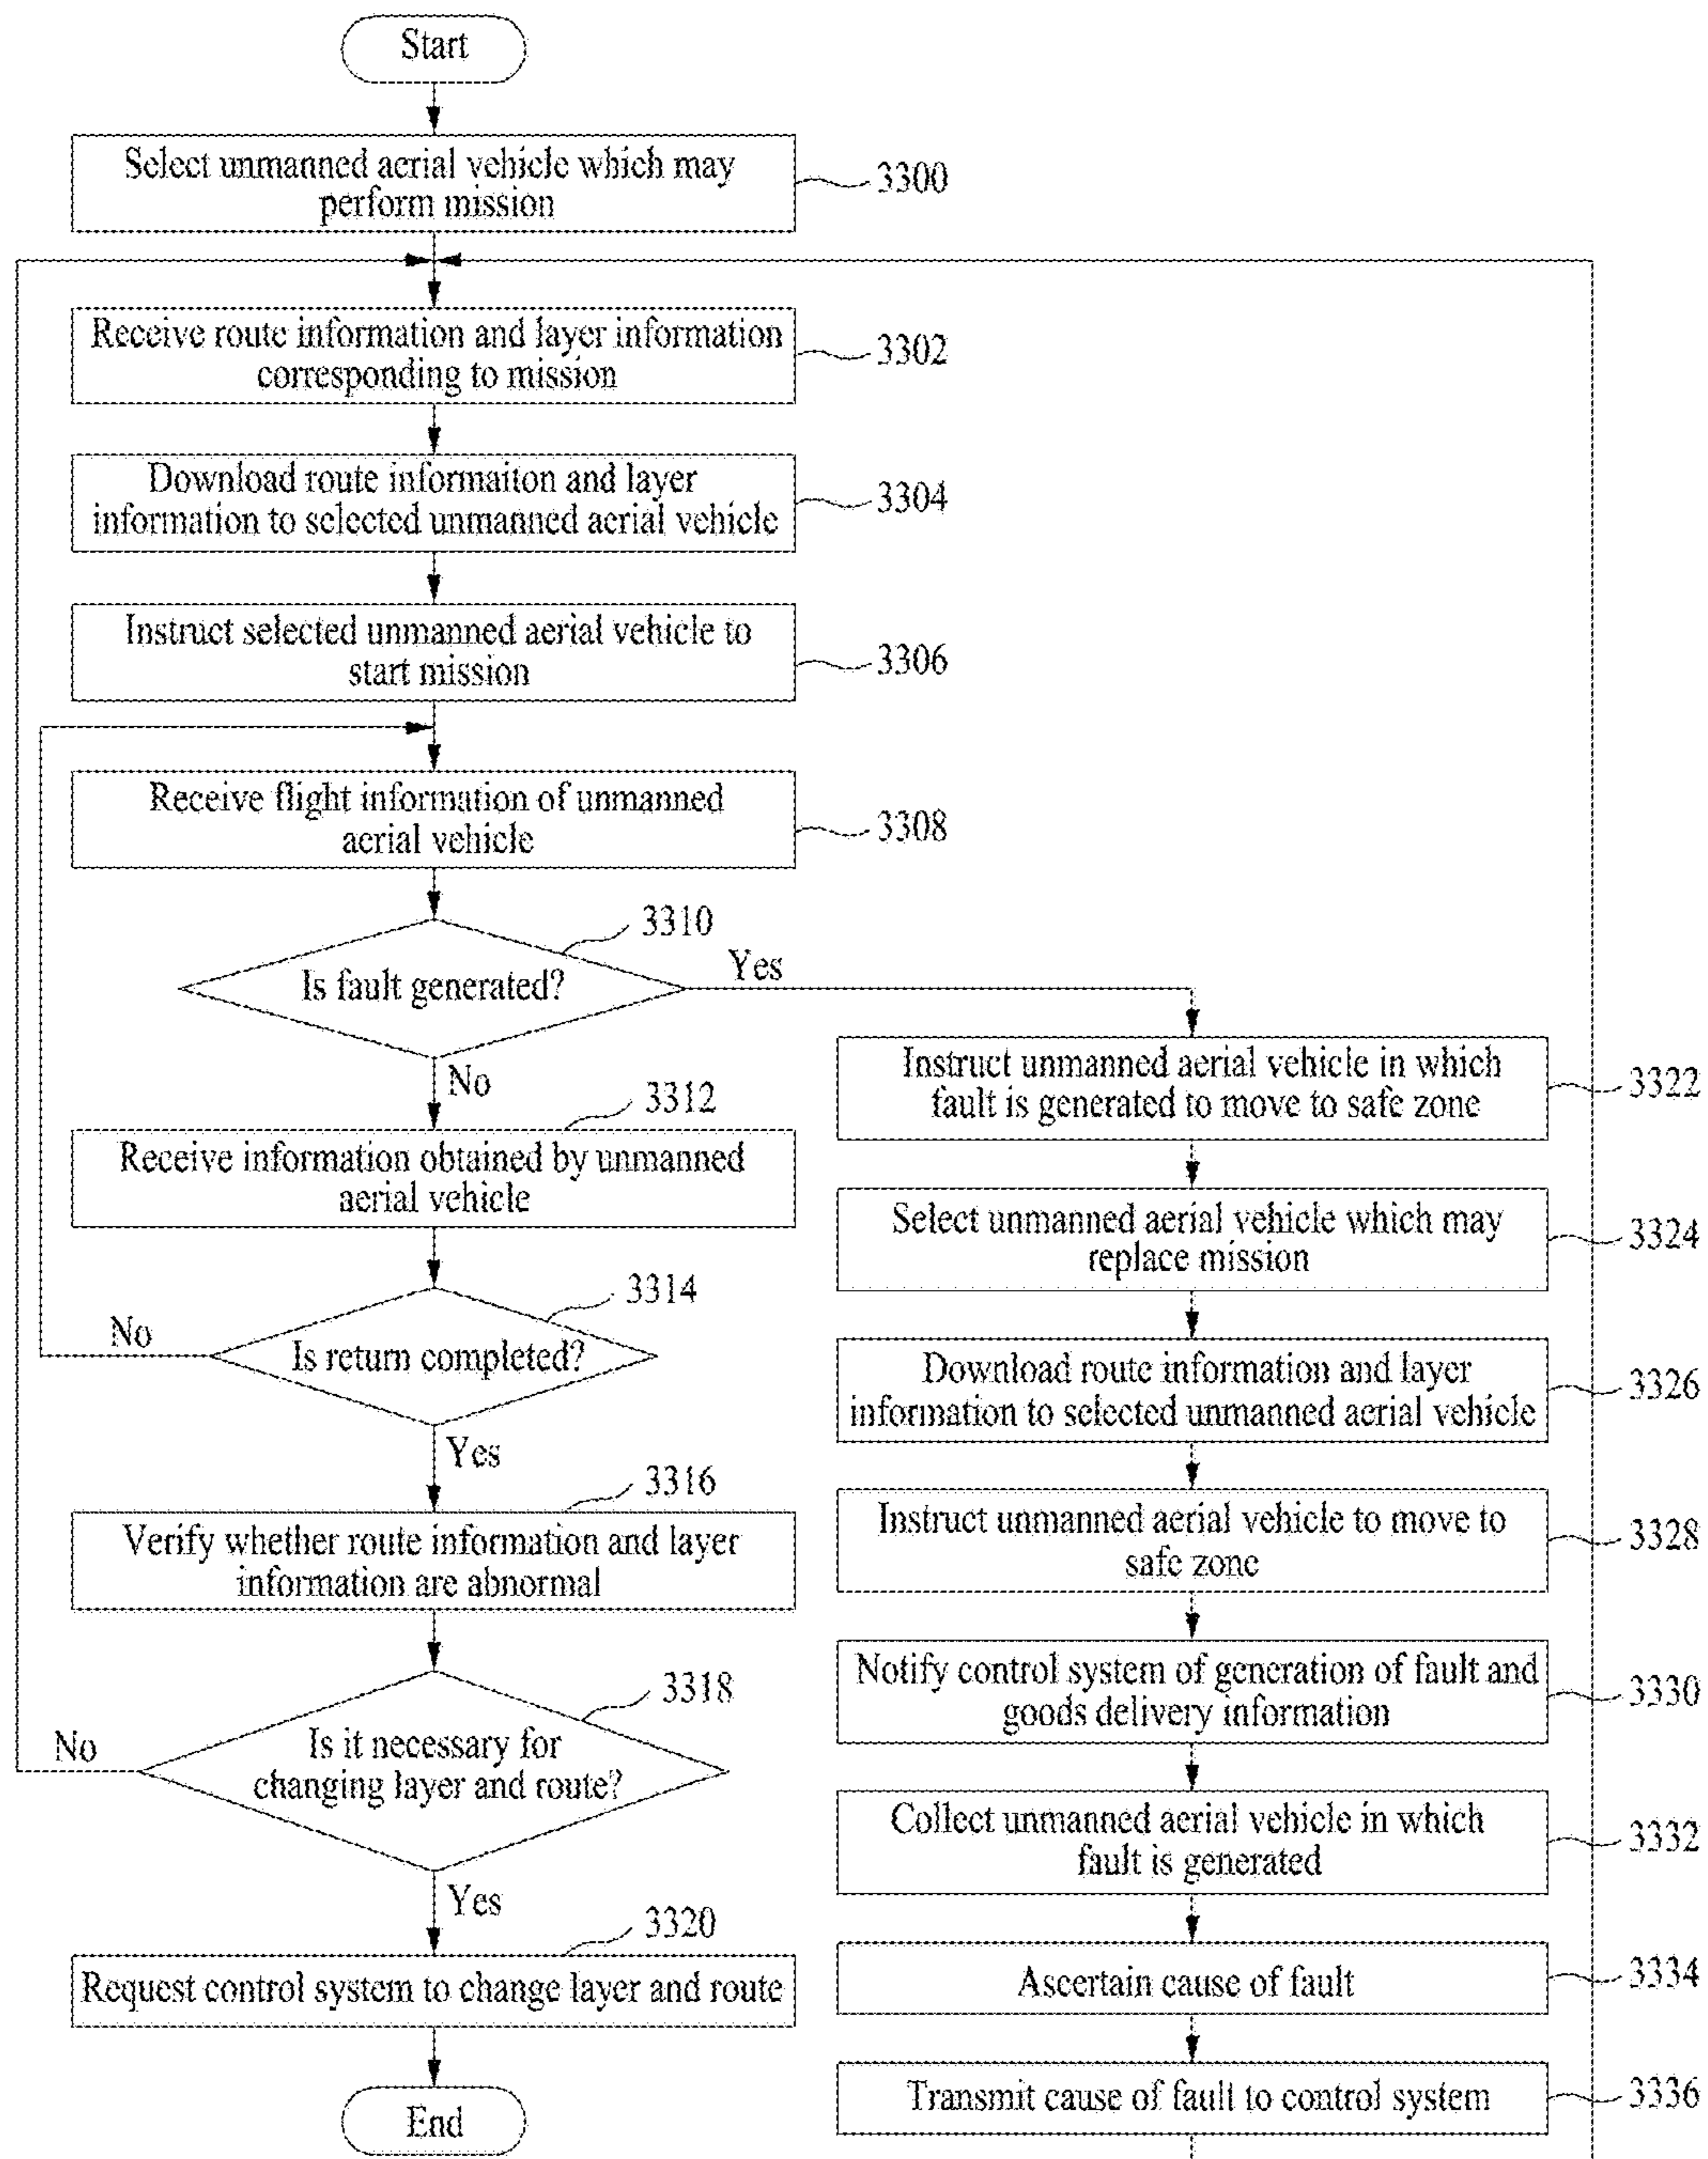 Start
Select unmanned aerial vehicle which may
perform mission
3300
Receive route information and layer information
corresponding to mission
3302
Download route informaiton and layer
information to selected unmanned aerial vehicle
3304
Instruct selected unmanned aerial vehicle to
start mission
3306
Receive flight information of unmanned
aerial vehicle
3308
3310
Is fault generated?
Yes
No
3312
Receive information obtained by unmanned
aerial vehicle
3314
Is return completed?
No
Yes
3316
Verify whether route information and layer
information are abnormal
3318
Is it necessary for
changing layer and route?
No
Yes
3320
Request control system to change layer and route
End
Instruct unmanned aerial vehicle in which
fault is generated to move to safe zone
3322
Select unmanned aerial vehicle which may
replace mission
3324
Download route information and layer
information to selected unmanned aerial vehicle
3326
Instruct unmanned aerial vehicle to move to
safe zone
3328
Notify control system of generation of fault and
goods delivery information
3330
Collect unmanned aerial vehicle in which
fault is generated
3332
Ascertain cause of fault
3334
Transmit cause of fault to control system
3336